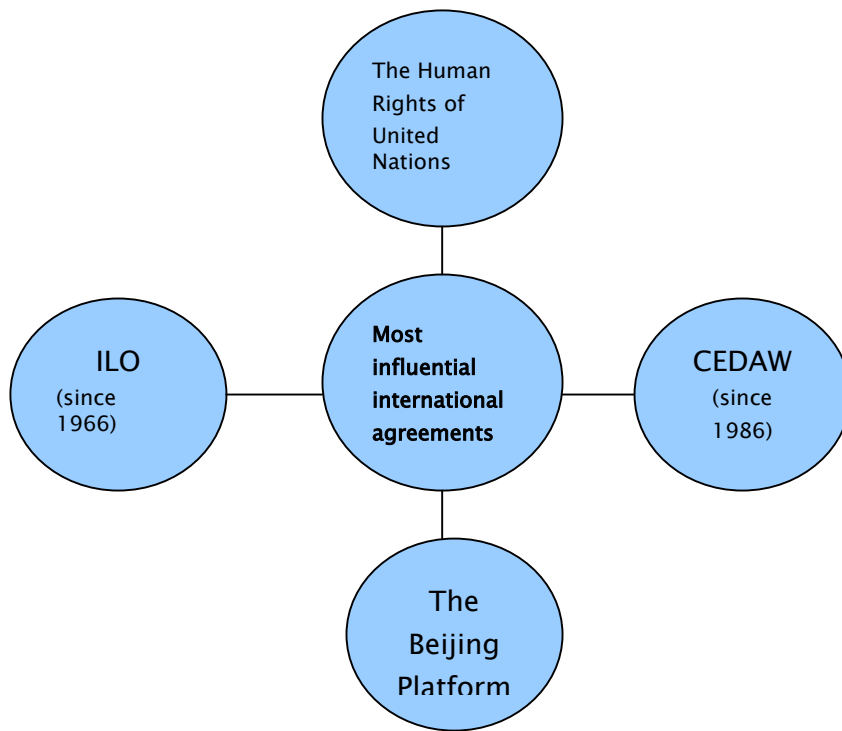 The Human
Rights of
United
Nations
Most
influential
international
agreements
ILO
(since
1966)
CEDAW
(since
1986)
The
Beijing
Platform